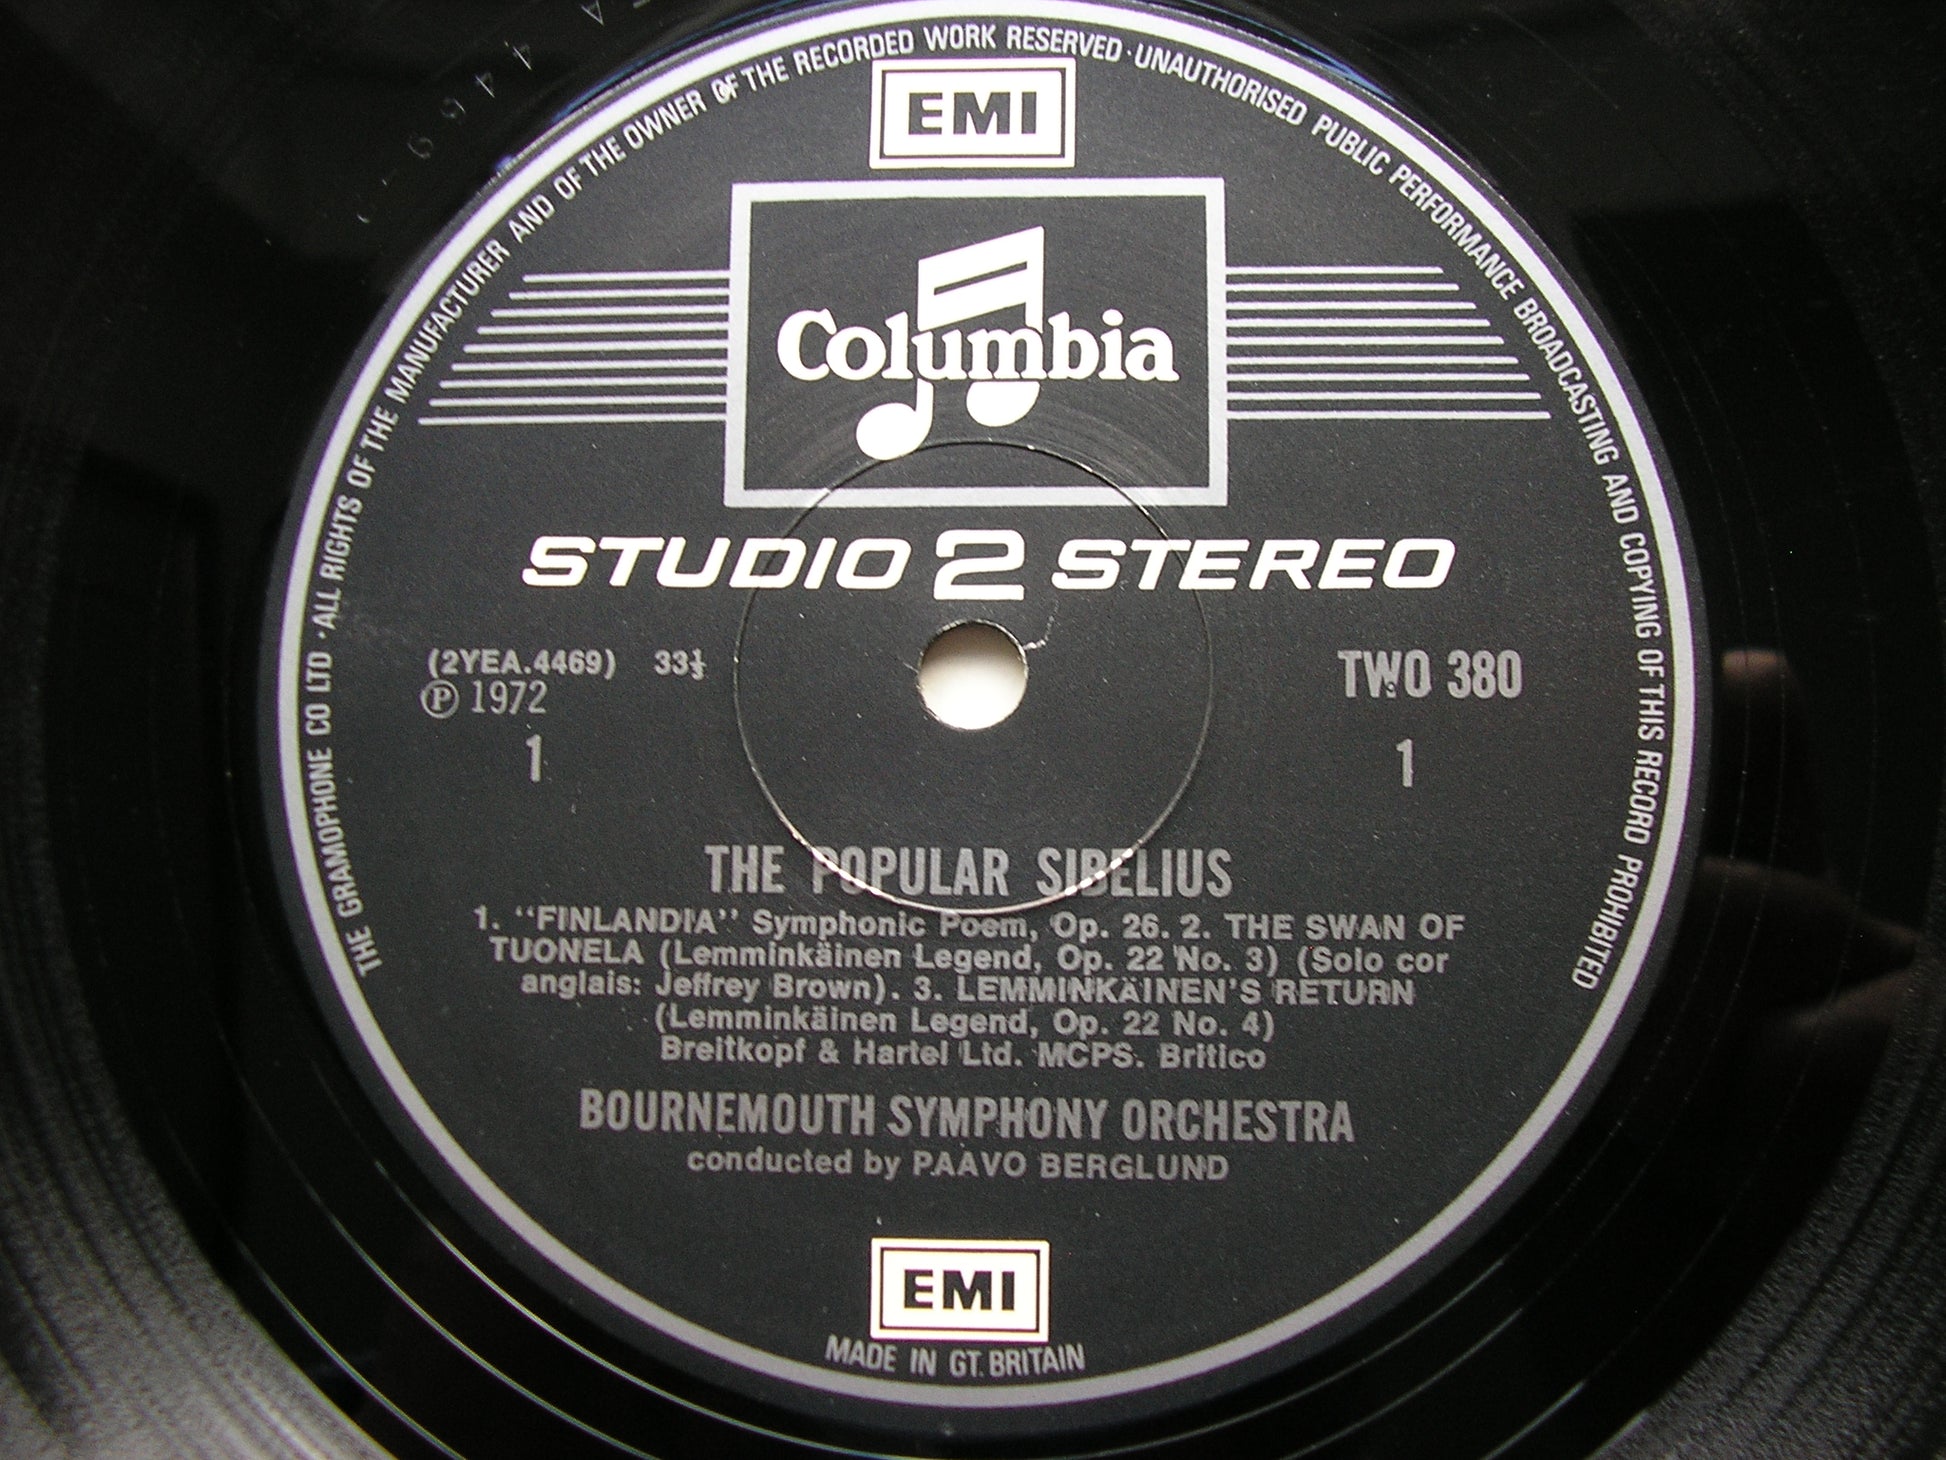 THE GRAMOPHONE CO LTD · ALL RIGHTS OF THE MANUFACTURER AND OF THE OWNER OF THE RECORDED WORK RESERVED · UNAUTHORISED PUBLIC PERFORMANCE BROADCASTING AND COPYING OF THIS RECORD PROHIBITED
EMI
Columbia
STUDIO 2 STEREO
(2YEA.4469) 33⅓
TWO 380
℗ 1972
1
1
THE POPULAR SIBELIUS
1. "FINLANDIA" Symphonic Poem, Op. 26. 2. THE SWAN OF
TUONELA (Lemminkäinen Legend, Op. 22 No. 3) (Solo cor
anglais: Jeffrey Brown). 3. LEMMINKÄINEN'S RETURN
(Lemminkäinen Legend, Op. 22 No. 4)
Breitkopf & Hartel Ltd. MCPS. Britico
BOURNEMOUTH SYMPHONY ORCHESTRA
conducted by PAAVO BERGLUND
EMI
MADE IN GT. BRITAIN